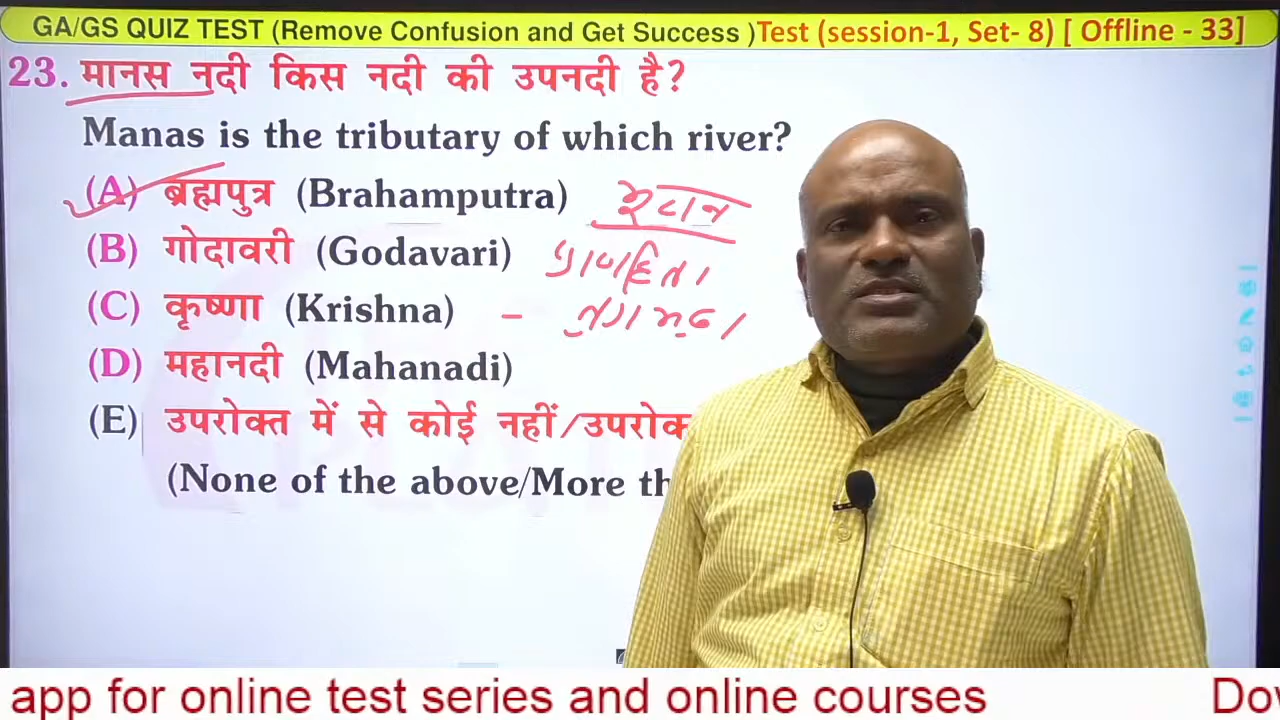 GA/GS QUIZ TEST (Remove Confusion and Get Success )Test (session-1, Set- 8) [ Offline - 33]
23. मानस नदी किस नदी की उपनदी है?
Manas is the tributary of which river?
(A) ब्रह्मपुत्र (Brahamputra) भूटान
(B) गोदावरी (Godavari) प्राणहिता
(C) कृष्णा (Krishna) -
(D) महानदी (Mahanadi)
(E) उपरोक्त में से कोई नहीं/उपरोक
(None of the above/More th
app for online test series and online courses